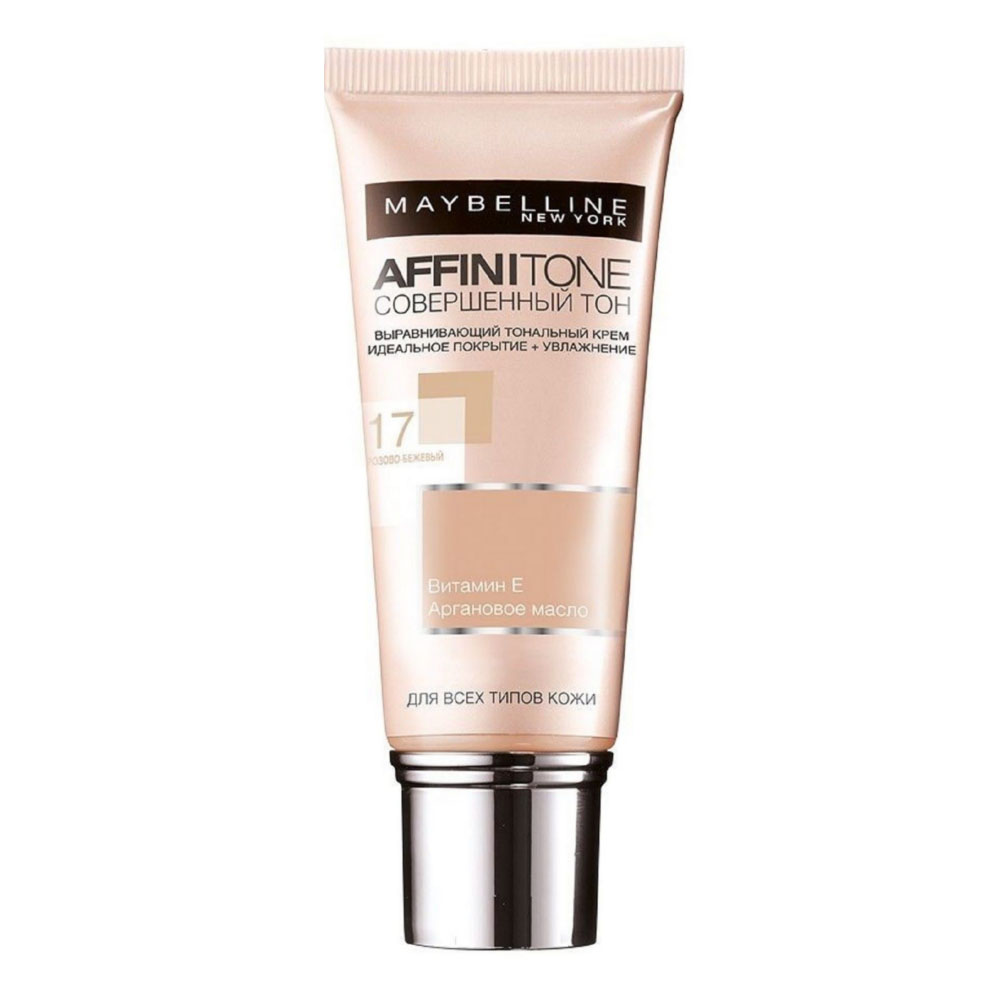 MAYBELLINE
NEW YORK
AFFINITONE
СОВЕРШЕННЫЙ ТОН
ВЫРАВНИВАЮЩИЙ ТОНАЛЬНЫЙ КРЕМ
ИДЕАЛЬНОЕ ПОКРЫТИЕ + УВЛАЖНЕНИЕ
17
РОЗОВО БЕЖЕВЫЙ
Витамин Е
Аргановое масло
ДЛЯ ВСЕХ ТИПОВ КОЖИ